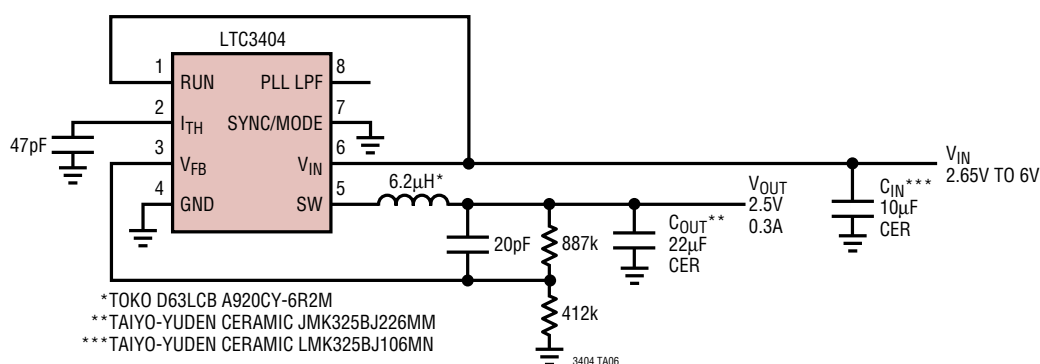 LTC3404
1
RUN
PLL LPF
8
2
ITH
SYNC/MODE
7
47pF
3
VFB
VIN
6
4
GND
SW
5
6.2µH*
VIN
2.65V TO 6V
VOUT
2.5V
0.3A
CIN***
10µF
CER
20pF
887k
COUT**
22µF
CER
412k
*TOKO D63LCB A920CY-6R2M
**TAIYO-YUDEN CERAMIC JMK325BJ226MM
***TAIYO-YUDEN CERAMIC LMK325BJ106MN
3404 TA06